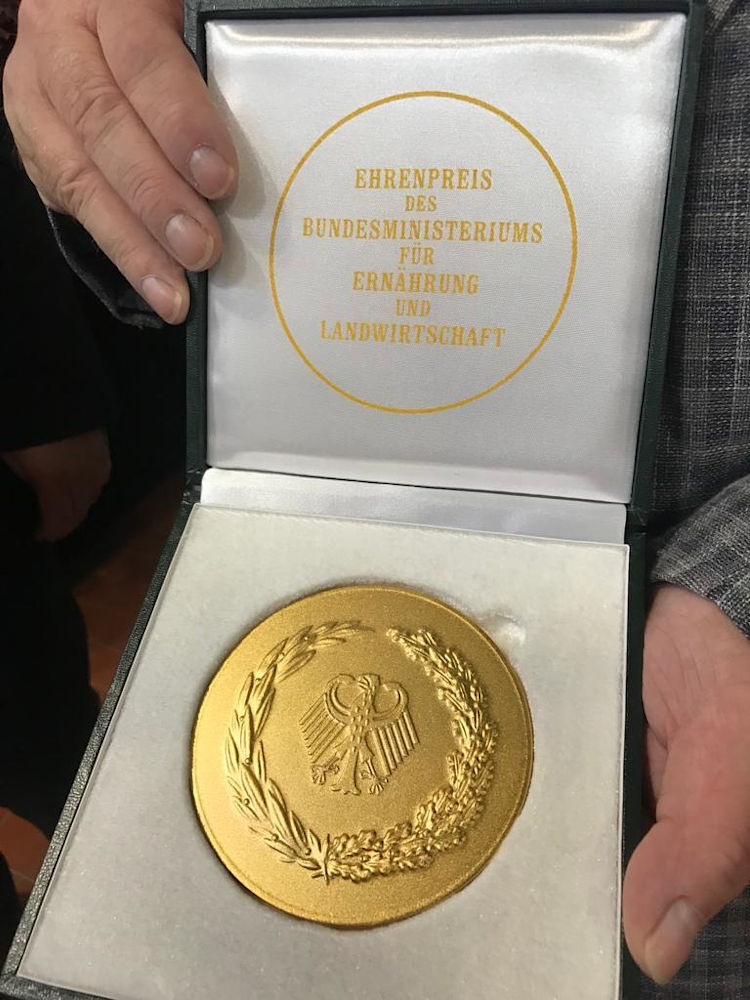 EHRENPREIS
DES
BUNDESMINISTERIUMS
FÜR
ERNÄHRUNG
UND
LANDWIRTSCHAFT